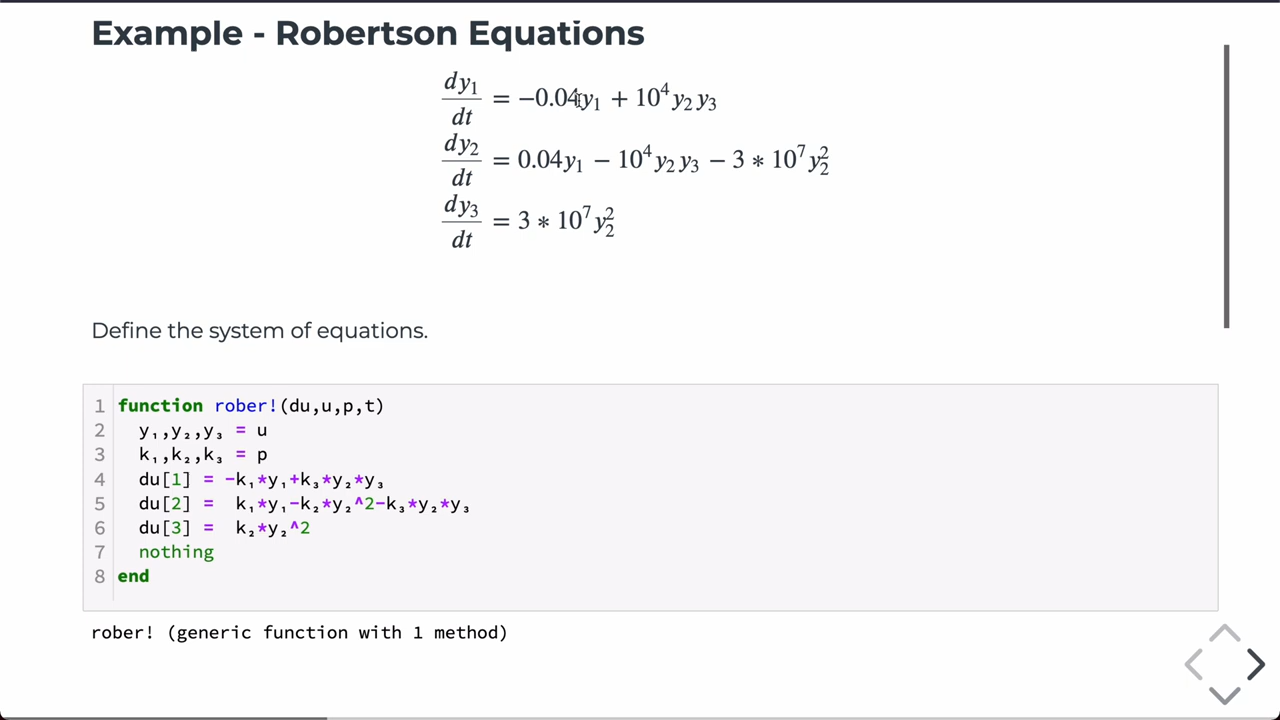 Example - Robertson Equations
dy₁/dt = −0.04y₁ + 10⁴y₂y₃
dy₂/dt = 0.04y₁ − 10⁴y₂y₃ − 3 * 10⁷y₂²
dy₃/dt = 3 * 10⁷y₂²
Define the system of equations.
1 function rober!(du,u,p,t)
2   y₁,y₂,y₃ = u
3   k₁,k₂,k₃ = p
4   du[1] = -k₁*y₁+k₃*y₂*y₃
5   du[2] =  k₁*y₁-k₂*y₂^2-k₃*y₂*y₃
6   du[3] =  k₂*y₂^2
7   nothing
8 end
rober! (generic function with 1 method)